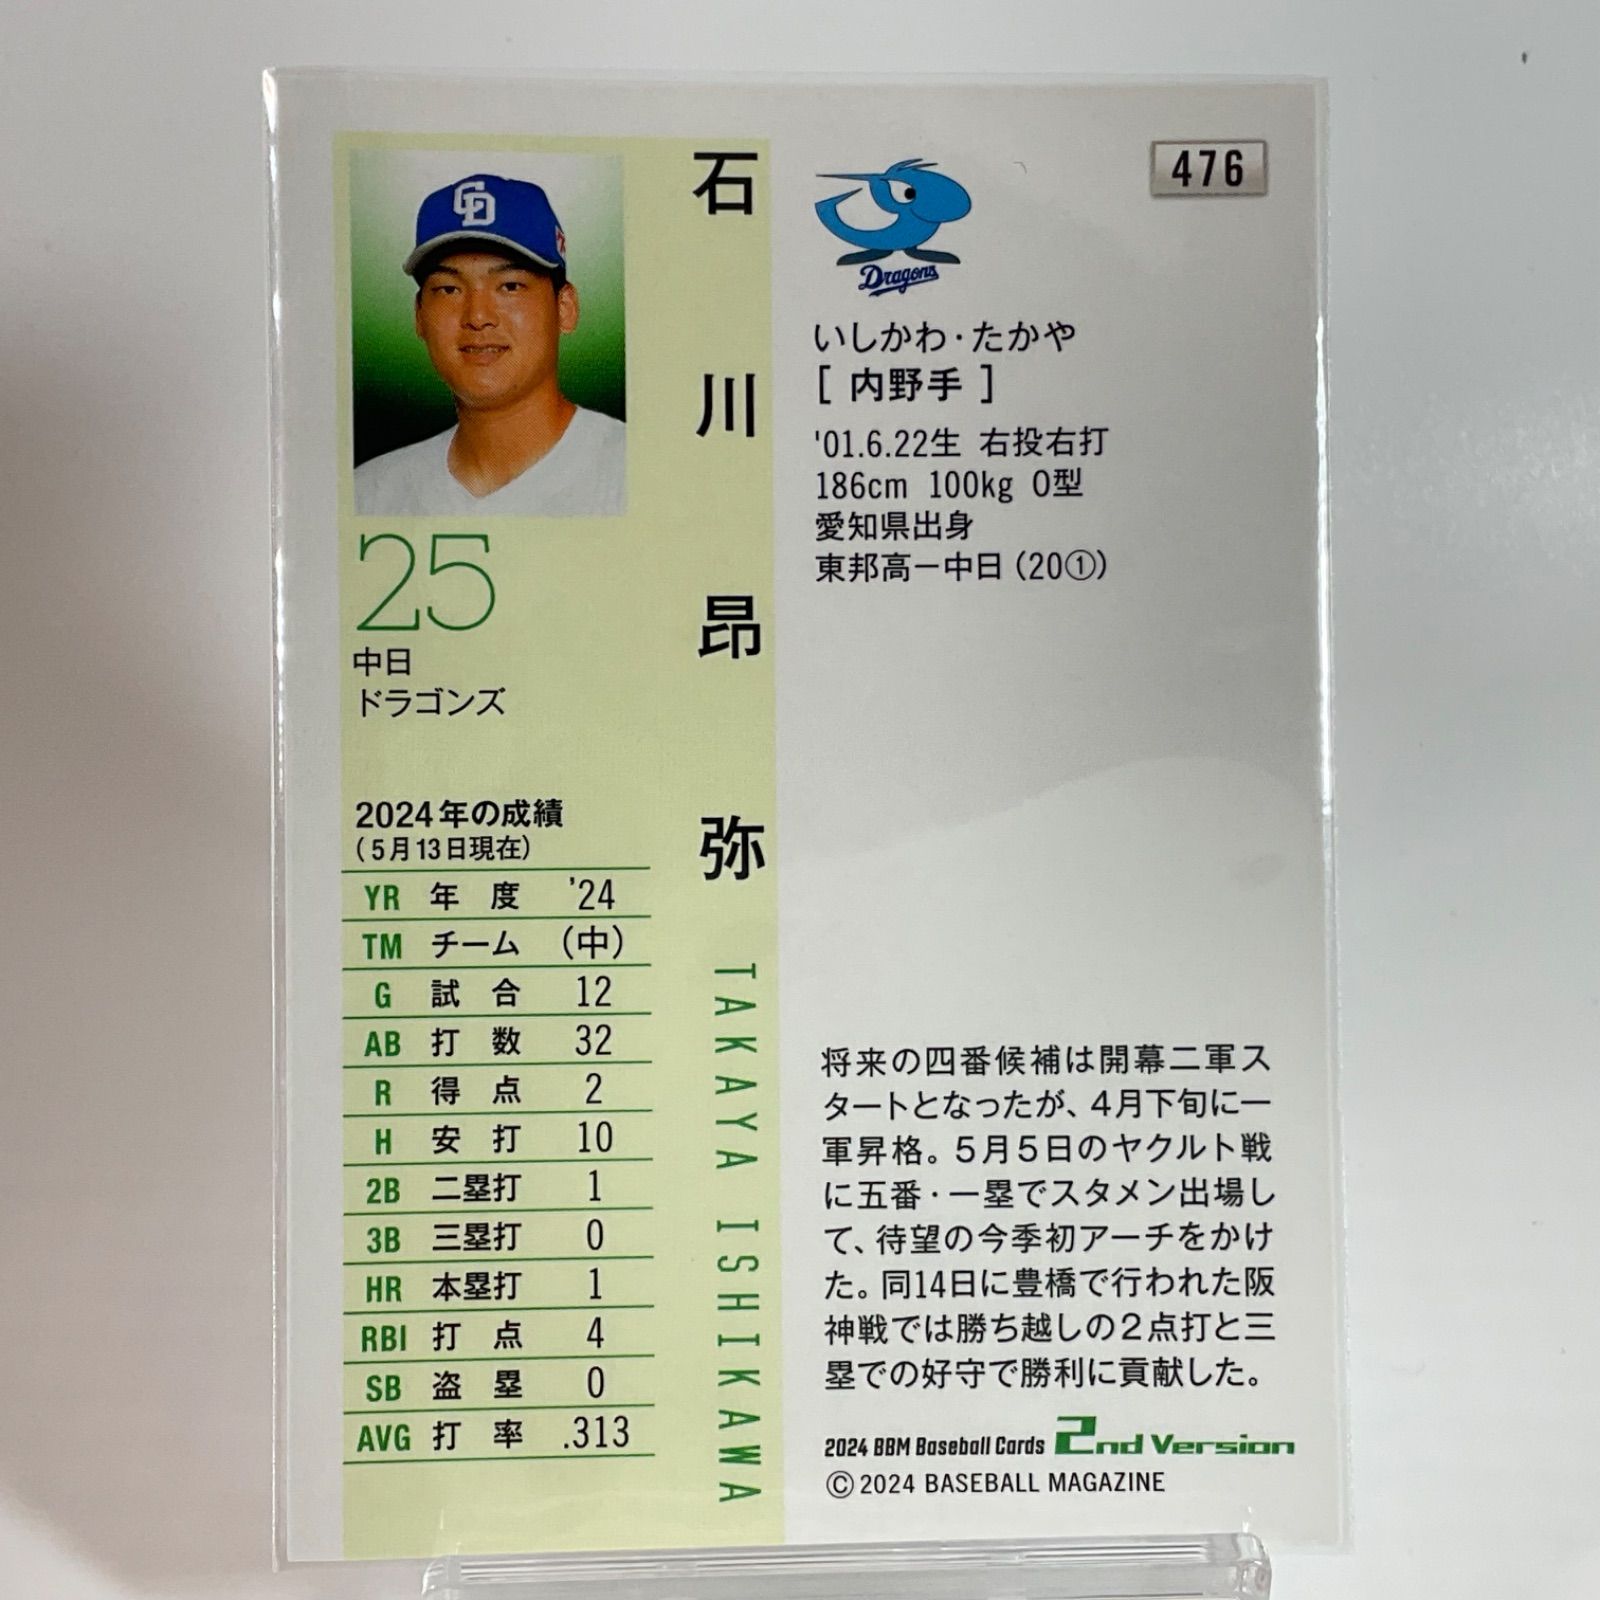 石川昂弥
TAKAYA ISHIKAWA
25
中日
ドラゴンズ
2024年の成績
(5月13日現在)
YR 年度 '24
TM チーム (中)
G 試合 12
AB 打数 32
R 得点 2
H 安打 10
2B 二塁打 1
3B 三塁打 0
HR 本塁打 1
RBI 打点 4
SB 盗塁 0
AVG 打率 .313
476
Dragons
いしかわ・たかや
[ 内野手 ]
'01.6.22生 右投右打
186cm 100kg O型
愛知県出身
東邦高ー中日(20①)
将来の四番候補は開幕二軍ス
タートとなったが、4月下旬に一
軍昇格。5月5日のヤクルト戦
に五番・一塁でスタメン出場し
て、待望の今季初アーチをかけ
た。同14日に豊橋で行われた阪
神戦では勝ち越しの2点打と三
塁での好守で勝利に貢献した。
2024 BBM Baseball Cards 2nd Version
©2024 BASEBALL MAGAZINE
CD